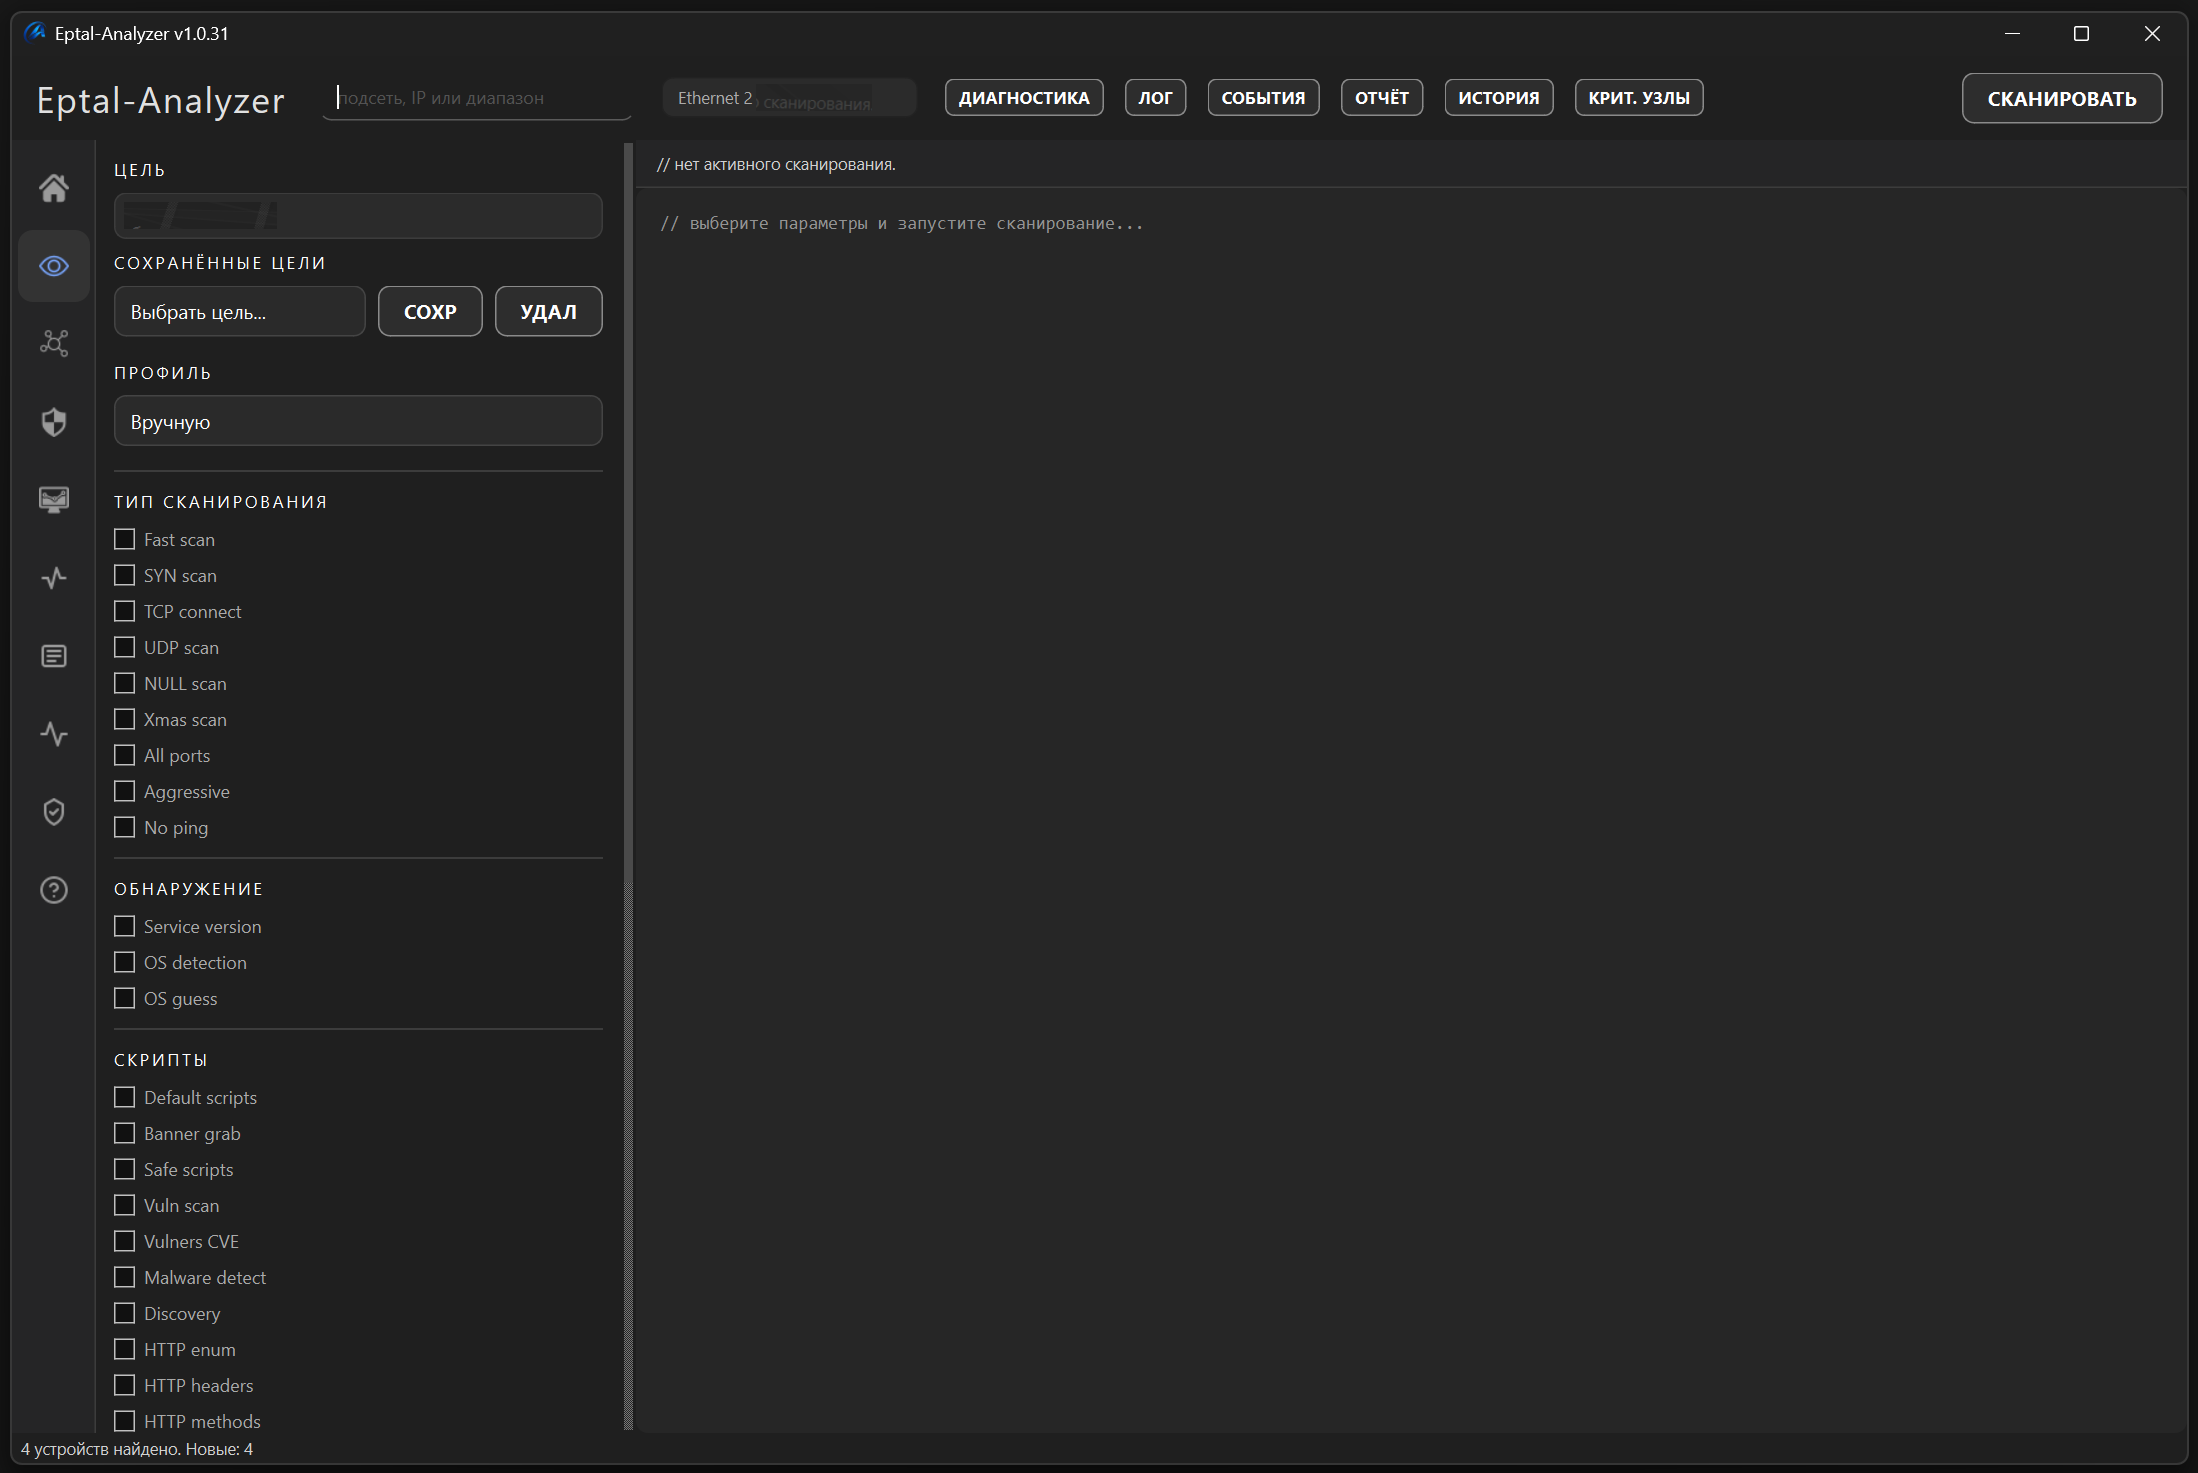 Eptal-Analyzer v1.0.31
Eptal-Analyzer
подсеть, IP или диапазон
Ethernet 2
сканирования
ДИАГНОСТИКА
ЛОГ
СОБЫТИЯ
ОТЧЁТ
ИСТОРИЯ
КРИТ. УЗЛЫ
СКАНИРОВАТЬ
ЦЕЛЬ
СОХРАНЁННЫЕ ЦЕЛИ
Выбрать цель...
СОХР
УДАЛ
ПРОФИЛЬ
Вручную
ТИП СКАНИРОВАНИЯ
Fast scan
SYN scan
TCP connect
UDP scan
NULL scan
Xmas scan
All ports
Aggressive
No ping
ОБНАРУЖЕНИЕ
Service version
OS detection
OS guess
СКРИПТЫ
Default scripts
Banner grab
Safe scripts
Vuln scan
Vulners CVE
Malware detect
Discovery
HTTP enum
HTTP headers
HTTP methods
// нет активного сканирования.
// выберите параметры и запустите сканирование...
4 устройств найдено. Новые: 4